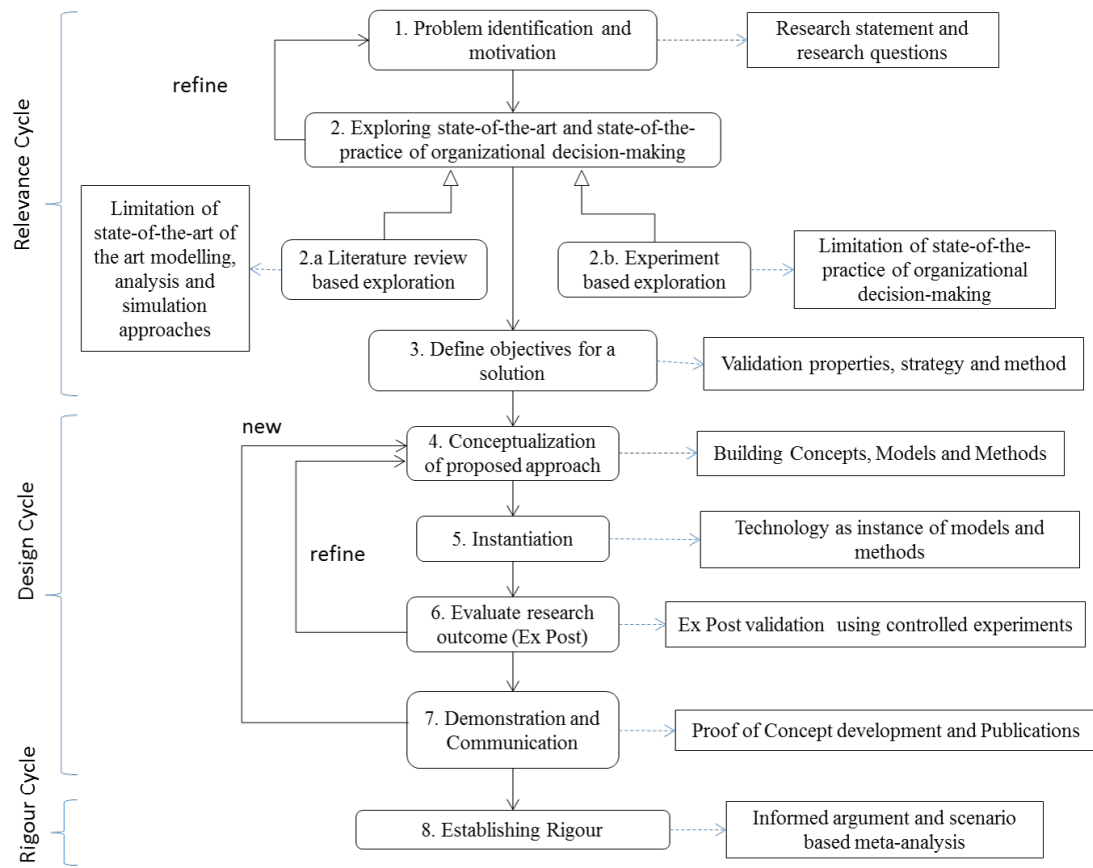 1. Problem identification and
motivation
Research statement and
research questions
refine
2. Exploring state-of-the-art and state-of-the-
practice of organizational decision-making
Relevance Cycle
Limitation of
state-of-the-art of
the art modelling,
analysis and
simulation
approaches
2.a Literature review
based exploration
2.b. Experiment
based exploration
Limitation of state-of-the-
practice of organizational
decision-making
3. Define objectives for a
solution
Validation properties, strategy and method
new
4. Conceptualization
of proposed approach
Building Concepts, Models and Methods
Design Cycle
5. Instantiation
Technology as instance of models and
methods
refine
6. Evaluate research
outcome (Ex Post)
Ex Post validation using controlled experiments
7. Demonstration and
Communication
Proof of Concept development and Publications
Rigour Cycle
8. Establishing Rigour
Informed argument and scenario
based meta-analysis